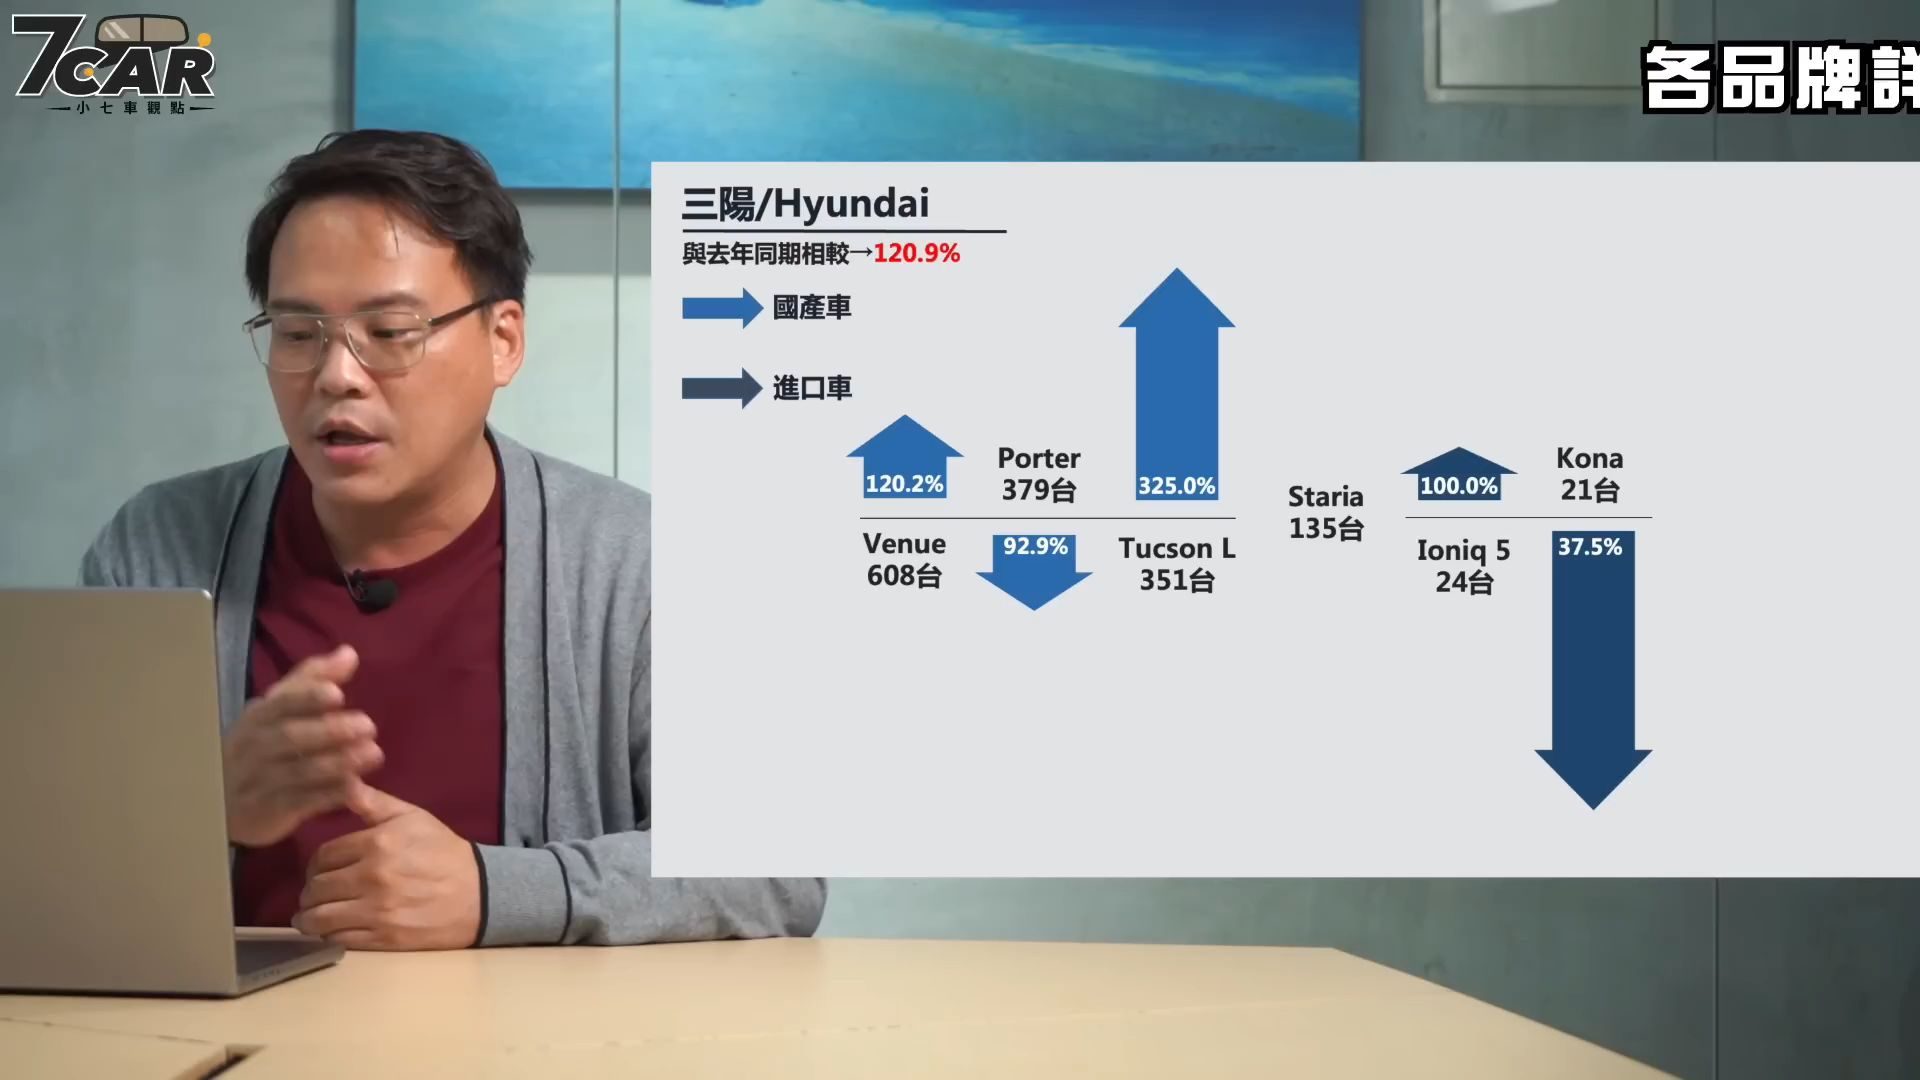 7CAR
小七車觀點
各品牌詳
三陽/Hyundai
與去年同期相較→120.9%
國產車
進口車
120.2%
Venue
608台
Porter
379台
92.9%
325.0%
Tucson L
351台
Staria
135台
100.0%
Ioniq 5
24台
Kona
21台
37.5%